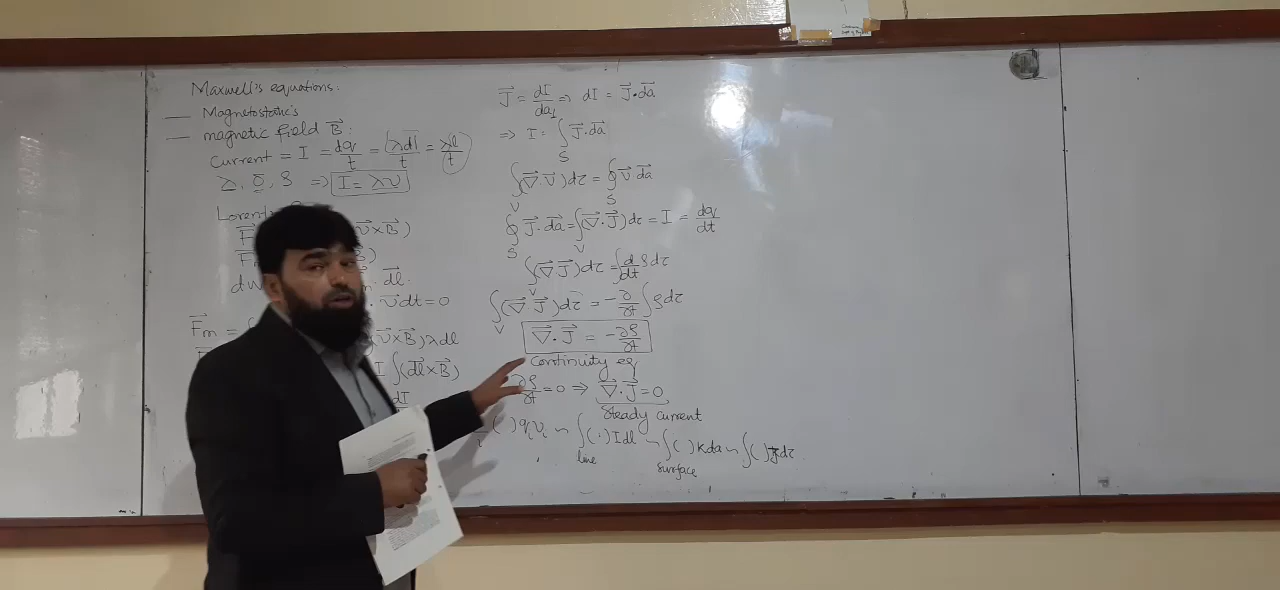 Maxwell's equations:
— Magnetostatics
— magnetic field B⃗:
Current = I = dq/t = (λdl)/t = λl/t
λ, σ, ρ ⇒ I = λv
Lorent
F⃗ v × B⃗)
F⃗
dw . dl⃗.
. v⃗dt = 0
F⃗m = v⃗ × B⃗) λdl
I ∫(dl⃗ × B⃗)
dI
J⃗ = dI/da⊥ ⇒ dI = J⃗ · da⃗
⇒ I = ∫S J⃗ · da⃗
∫V (∇⃗ · v⃗) dτ = ∮S v⃗ · da⃗
∮S J⃗ · da⃗ = ∫V (∇⃗ · J⃗) dτ = I = dq/dt
∫V (∇⃗ J⃗) dτ = ∫ d/dt ρdτ
∫V (∇⃗ J⃗) dτ = -∂/∂t ∫ ρdτ
∇⃗ · J⃗ = -∂ρ/∂t
Continuity eq
∂ρ/∂t = 0 ⇒ ∇⃗ · J⃗ = 0
Steady current
( ) qᵢvᵢ ~ ∫line (·) Idl ~ ∫surface ( ) Kda ~ ∫( ) J dτ